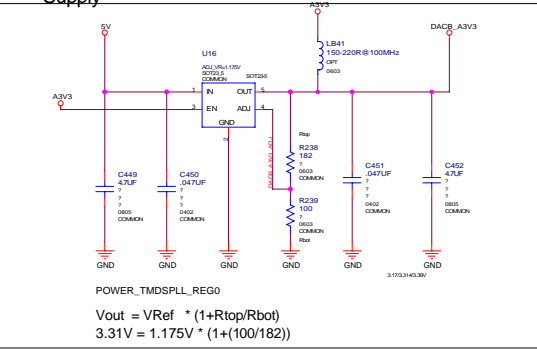 Supply
A3V3
5V
DACB_A3V3
LB41
150-220R@100MHz
OPT
0603
U16
ADJ_VR=1.175V
SOT23_5
COMMON
SOT23-5
A3V3
1 IN OUT 5
3 EN ADJ 4
GND
2
DACB_A3V3_ADJ
Rtop
R238
182
?
0603
COMMON
R239
100
?
0603
COMMON
Rbot
C449
4.7UF
?
?
?
0805
COMMON
C450
.047UF
?
?
?
0402
COMMON
C451
.047UF
?
?
?
0402
COMMON
C452
4.7UF
?
?
?
0805
COMMON
GND GND GND GND GND GND
3.17/3.314/3.39V
POWER_TMDSPLL_REG0
Vout = VRef * (1+Rtop/Rbot)
3.31V = 1.175V * (1+(100/182))